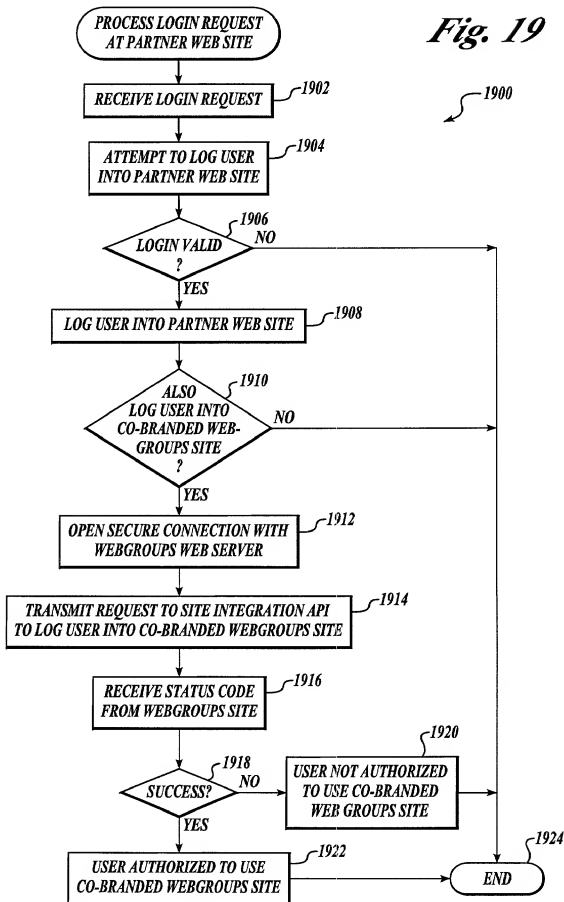 Fig. 19
1900
PROCESS LOGIN REQUEST
AT PARTNER WEB SITE
1902
RECEIVE LOGIN REQUEST
1904
ATTEMPT TO LOG USER
INTO PARTNER WEB SITE
1906
LOGIN VALID
?
NO
YES
1908
LOG USER INTO PARTNER WEB SITE
1910
ALSO
LOG USER INTO
CO-BRANDED WEB-
GROUPS SITE
?
NO
YES
1912
OPEN SECURE CONNECTION WITH
WEBGROUPS WEB SERVER
1914
TRANSMIT REQUEST TO SITE INTEGRATION API
TO LOG USER INTO CO-BRANDED WEBGROUPS SITE
1916
RECEIVE STATUS CODE
FROM WEBGROUPS SITE
1918
SUCCESS?
NO
YES
1920
USER NOT AUTHORIZED
TO USE CO-BRANDED
WEB GROUPS SITE
1922
USER AUTHORIZED TO USE
CO-BRANDED WEBGROUPS SITE
1924
END